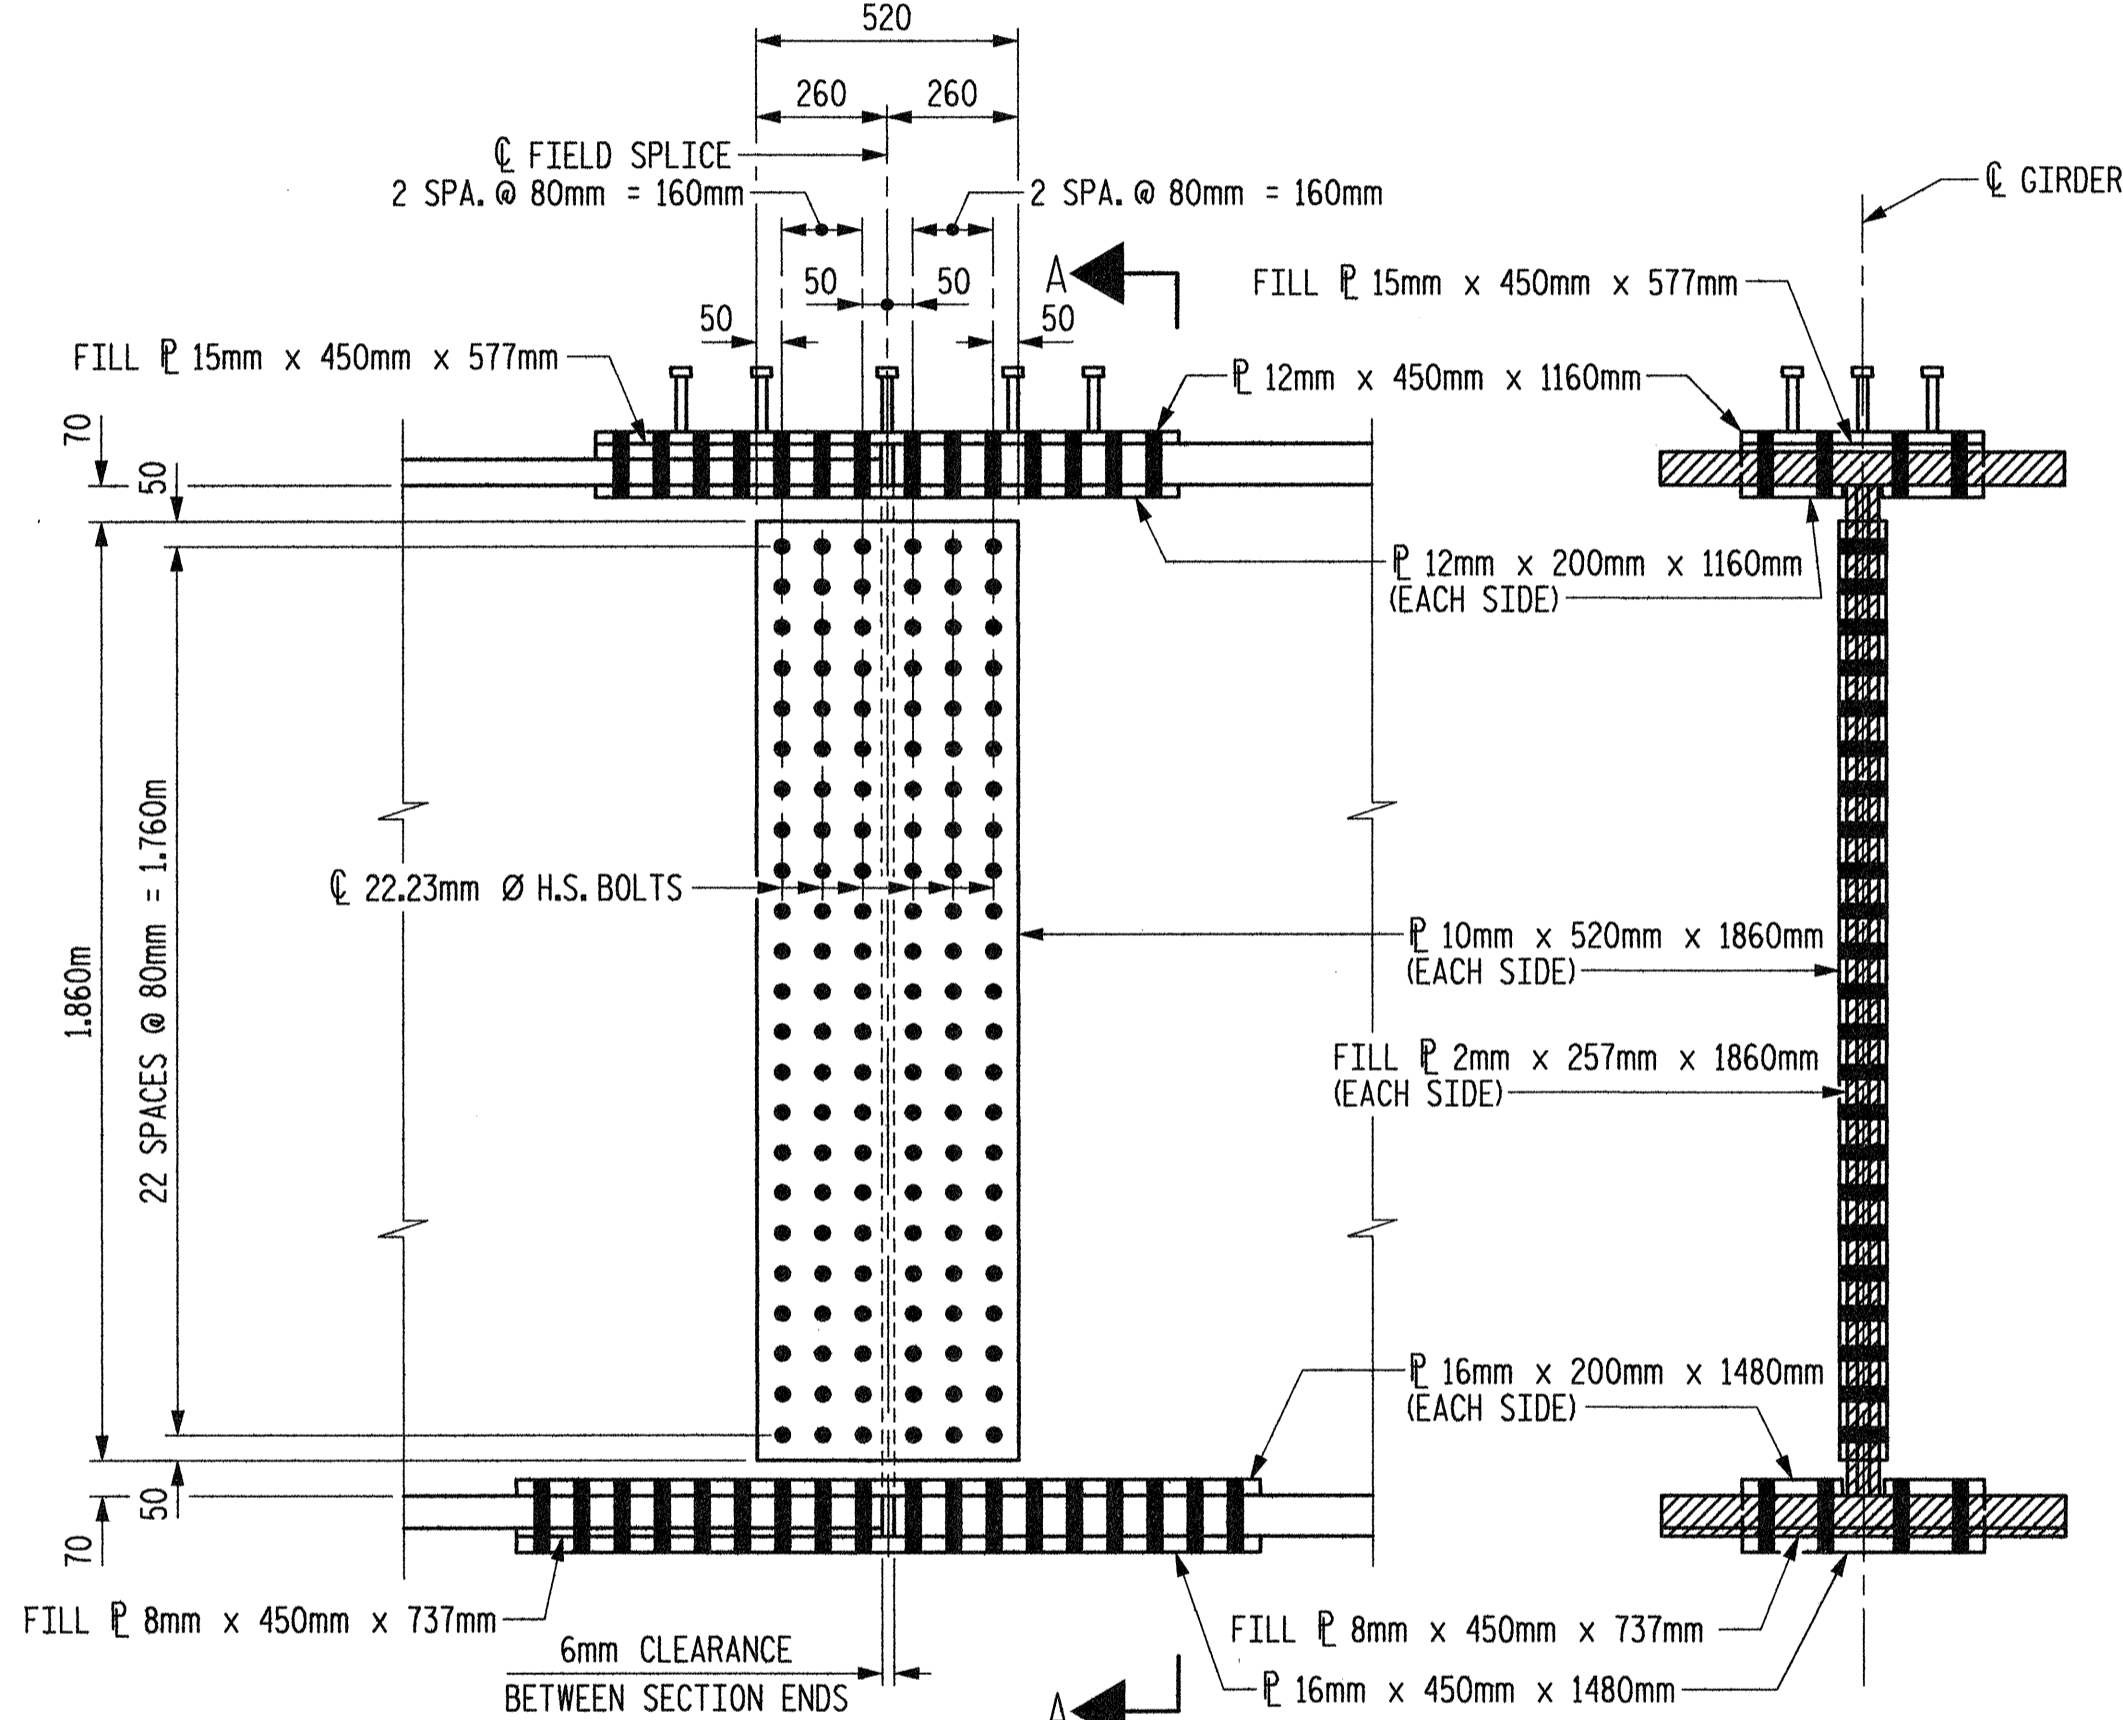 520
260 260
℄ FIELD SPLICE
2 SPA. @ 80mm = 160mm
2 SPA. @ 80mm = 160mm
℄ GIRDER
50 50
A
FILL ⅊ 15mm x 450mm x 577mm
50
50
FILL ⅊ 15mm x 450mm x 577mm
⅊ 12mm x 450mm x 1160mm
70
50
⅊ 12mm x 200mm x 1160mm
(EACH SIDE)
1.860m
22 SPACES @ 80mm = 1.760m
℄ 22.23mm Ø H.S. BOLTS
⅊ 10mm x 520mm x 1860mm
(EACH SIDE)
FILL ⅊ 2mm x 257mm x 1860mm
(EACH SIDE)
⅊ 16mm x 200mm x 1480mm
(EACH SIDE)
50
70
FILL ⅊ 8mm x 450mm x 737mm
FILL ⅊ 8mm x 450mm x 737mm
6mm CLEARANCE
BETWEEN SECTION ENDS
⅊ 16mm x 450mm x 1480mm
A